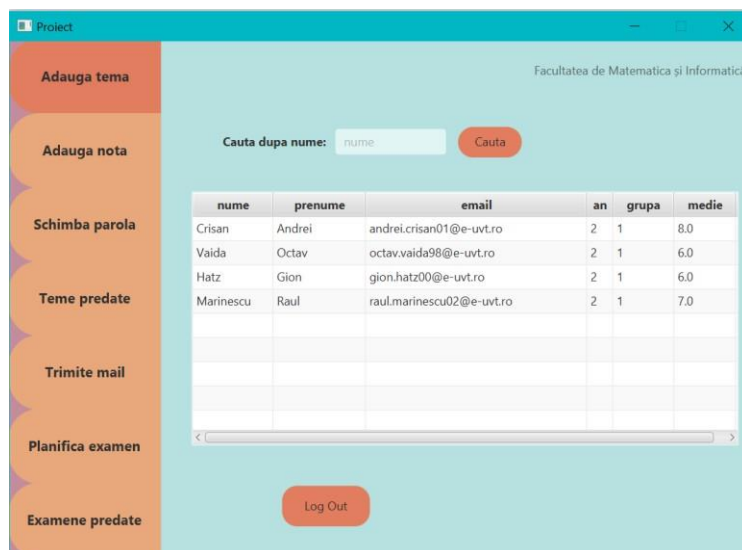 Proiect
Adauga tema
Facultatea de Matematica și Informatică
Adauga nota
Cauta dupa nume: nume Cauta
nume prenume email an grupa medie
Crisan Andrei andrei.crisan01@e-uvt.ro 2 1 8.0
Schimba parola
Vaida Octav octav.vaida98@e-uvt.ro 2 1 6.0
Hatz Gion gion.hatz00@e-uvt.ro 2 1 6.0
Marinescu Raul raul.marinescu02@e-uvt.ro 2 1 7.0
Teme predate
Trimite mail
Planifica examen
Log Out
Examene predate